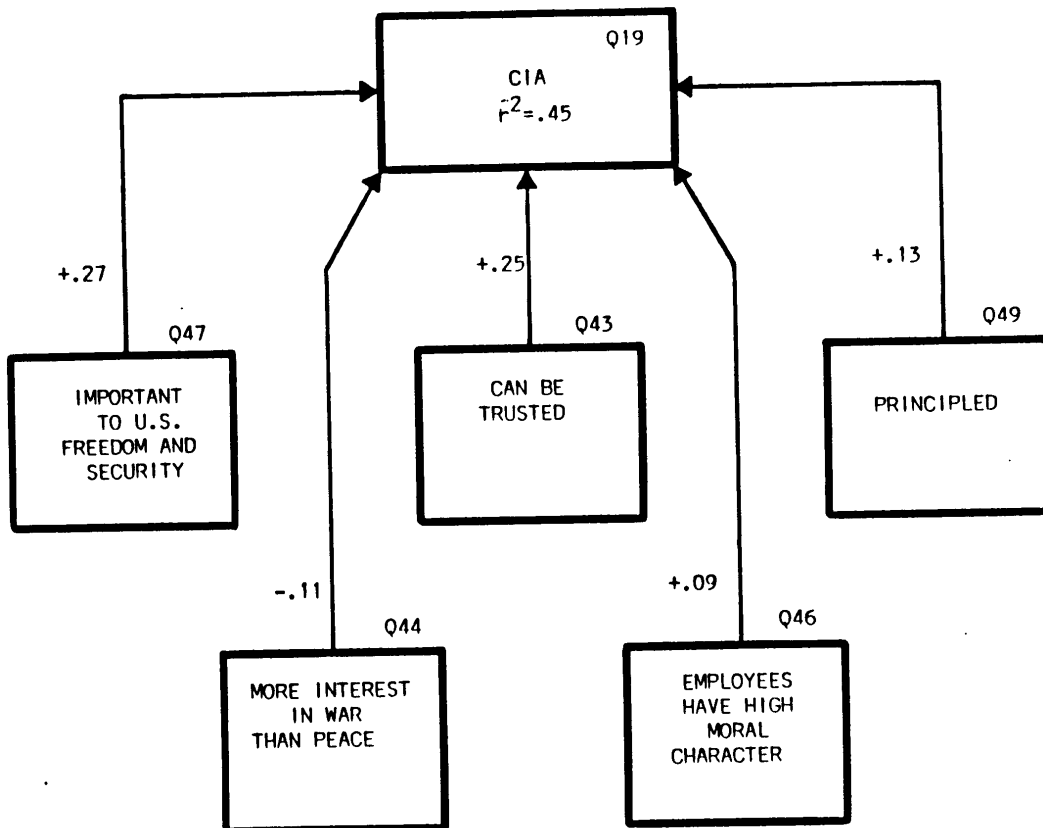 Q19
CIA
r̄²=.45
+.27
+.25
+.13
Q47
Q43
Q49
IMPORTANT
TO U.S.
FREEDOM AND
SECURITY
CAN BE
TRUSTED
PRINCIPLED
-.11
+.09
Q44
Q46
MORE INTEREST
IN WAR
THAN PEACE
EMPLOYEES
HAVE HIGH
MORAL
CHARACTER